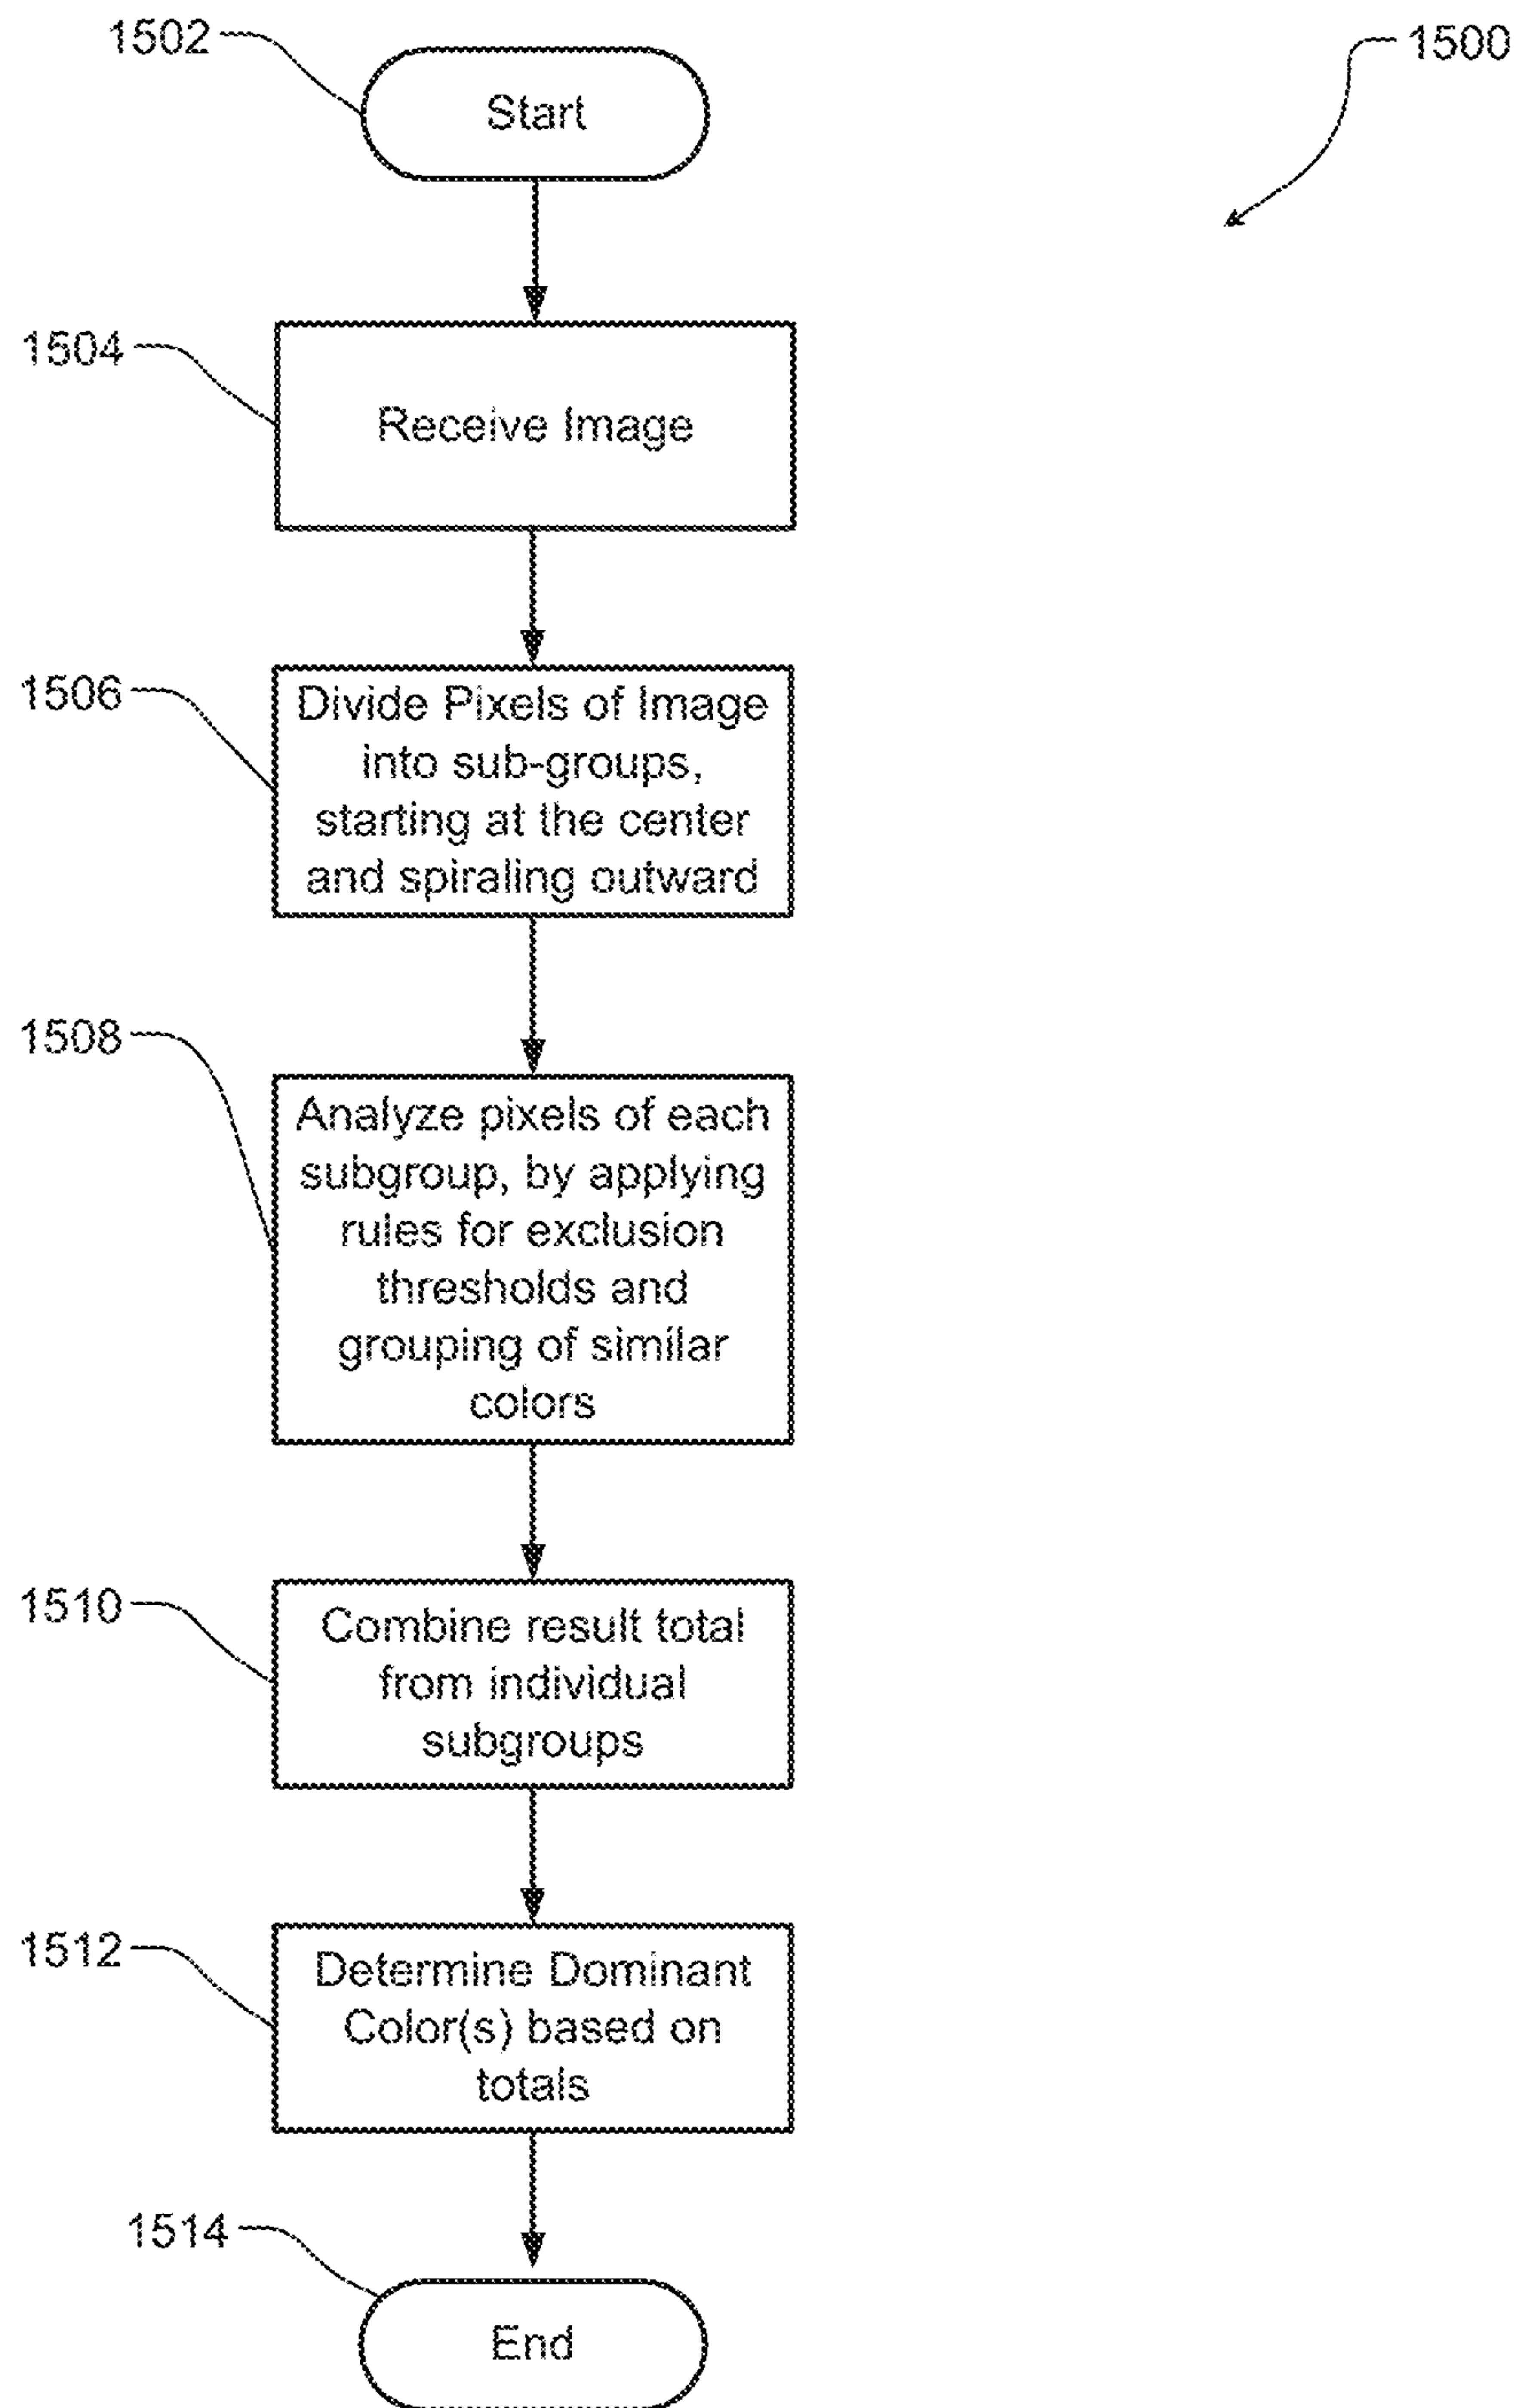 1502
Start
1500
1504
Receive Image
1506
Divide Pixels of Image
into sub-groups,
starting at the center
and spiraling outward
1508
Analyze pixels of each
subgroup, by applying
rules for exclusion
thresholds and
grouping of similar
colors
1510
Combine result total
from individual
subgroups
1512
Determine Dominant
Color(s) based on
totals
1514
End